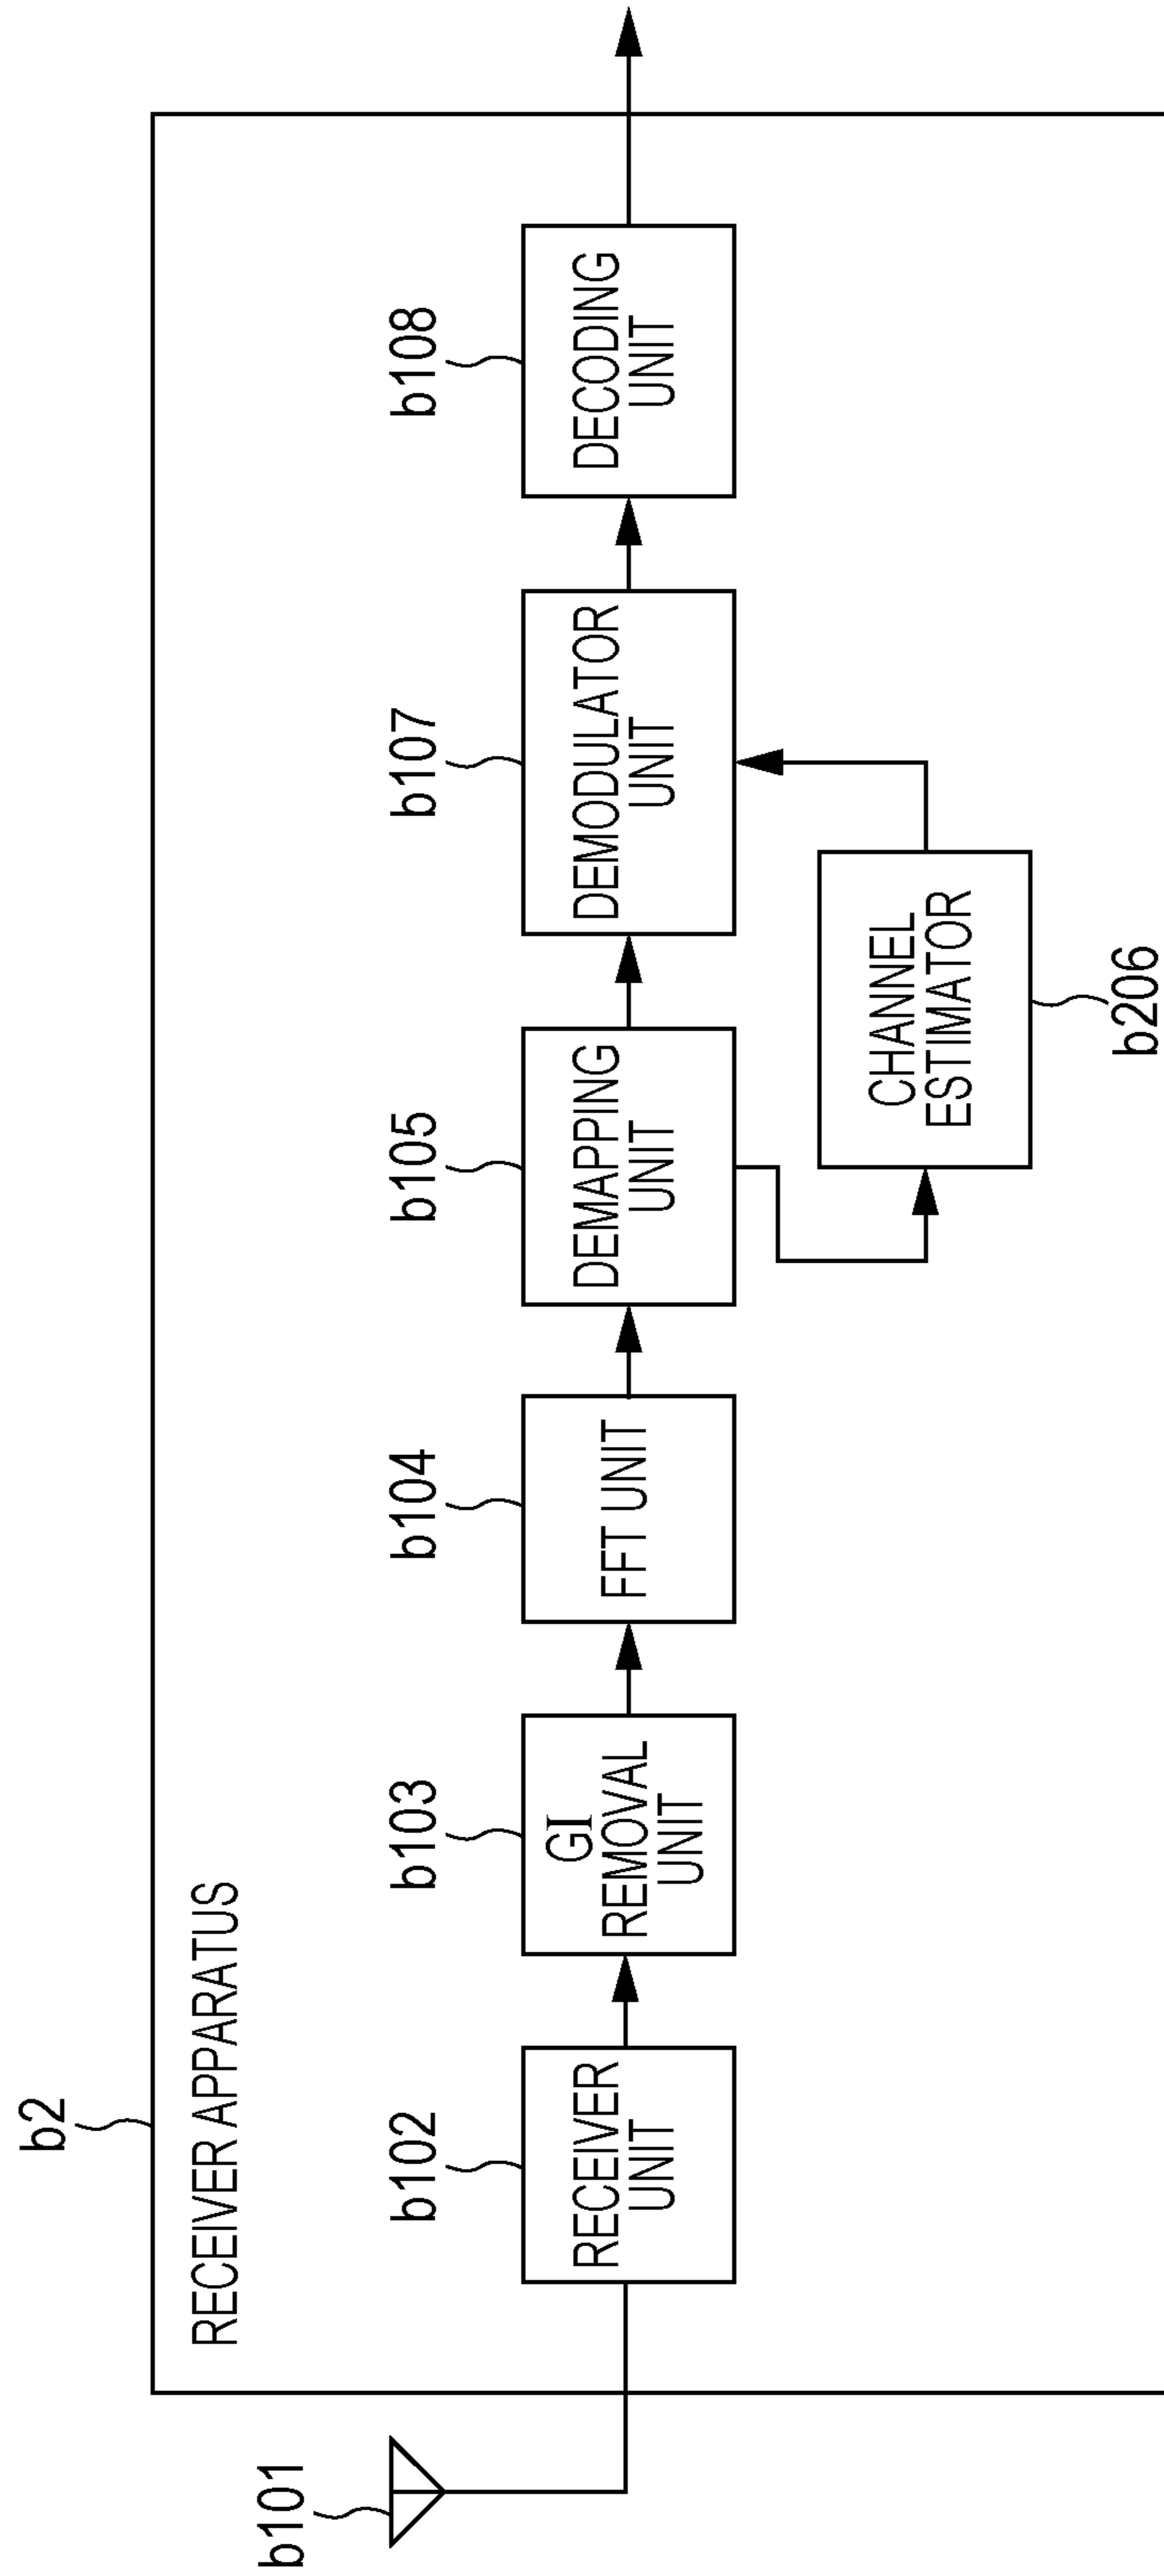 b2
RECEIVER APPARATUS
b101
b102
RECEIVER
UNIT
b103
GI
REMOVAL
UNIT
b104
FFT UNIT
b105
DEMAPPING
UNIT
b107
DEMODULATOR
UNIT
b108
DECODING
UNIT
CHANNEL
ESTIMATOR
b206